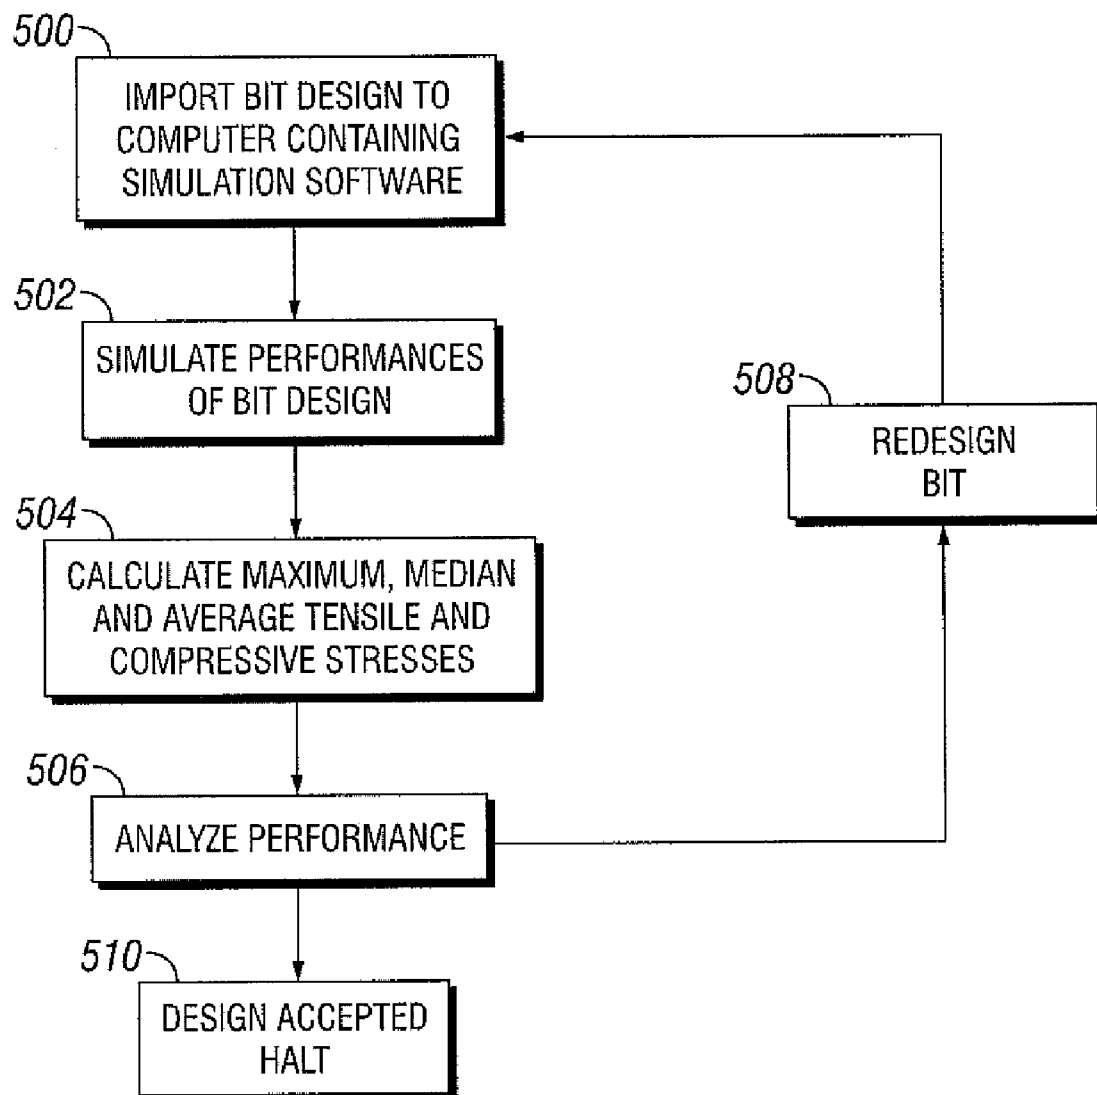 500
IMPORT BIT DESIGN TO
COMPUTER CONTAINING
SIMULATION SOFTWARE
502
SIMULATE PERFORMANCES
OF BIT DESIGN
504
CALCULATE MAXIMUM, MEDIAN
AND AVERAGE TENSILE AND
COMPRESSIVE STRESSES
506
ANALYZE PERFORMANCE
508
REDESIGN
BIT
510
DESIGN ACCEPTED
HALT